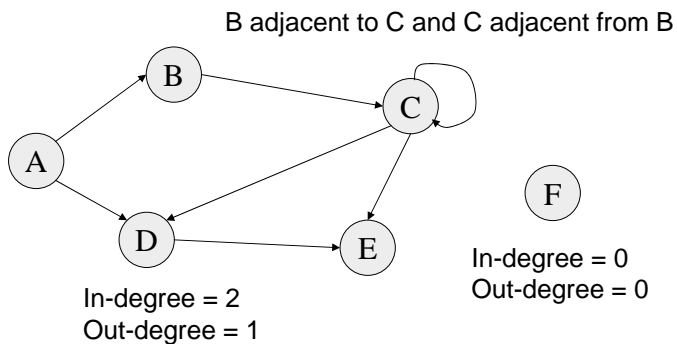 B adjacent to C and C adjacent from B
B
C
A
F
D
E
In-degree = 0
Out-degree = 0
In-degree = 2
Out-degree = 1